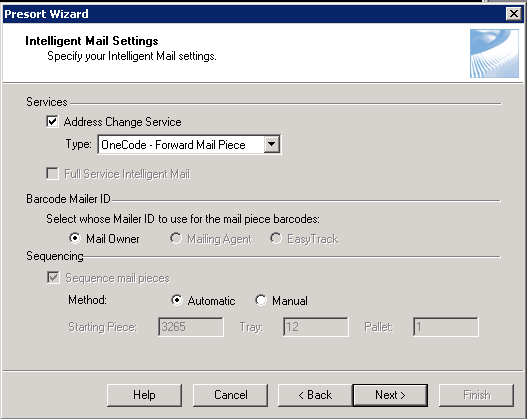 Presort Wizard
Intelligent Mail Settings
Specify your Intelligent Mail settings.
Services
Address Change Service
Type: OneCode - Forward Mail Piece
Full Service Intelligent Mail
Barcode Mailer ID
Select whose Mailer ID to use for the mail piece barcodes:
Mail Owner Mailing Agent EasyTrack
Sequencing
Sequence mail pieces
Method: Automatic Manual
Starting Piece: 3265 Tray: 12 Pallet: 1
Help Cancel < Back Next > Finish